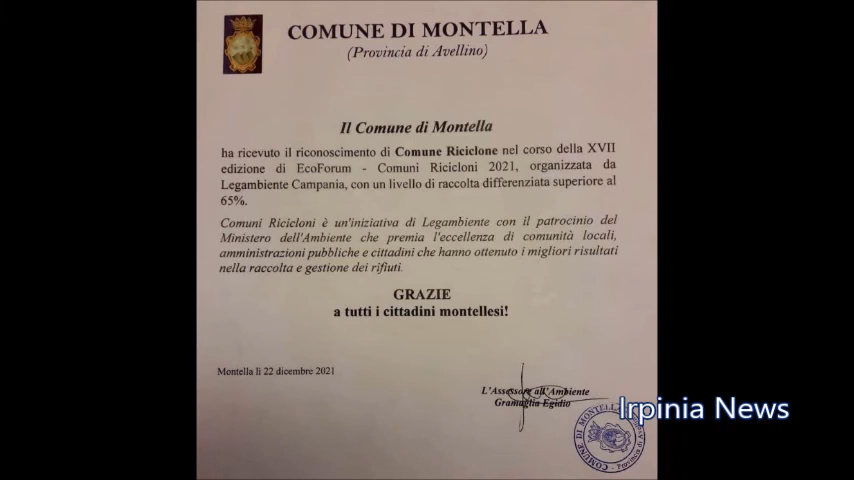 COMUNE DI MONTELLA
(Provincia di Avellino)
Il Comune di Montella
ha ricevuto il riconoscimento di Comune Riciclone nel corso della XVII
edizione di EcoForum - Comuni Ricicloni 2021, organizzata da
Legambiente Campania, con un livello di raccolta differenziata superiore al
65%.
Comuni Ricicloni è un'iniziativa di Legambiente con il patrocinio del
Ministero dell'Ambiente che premia l'eccellenza di comunità locali,
amministrazioni pubbliche e cittadini che hanno ottenuto i migliori risultati
nella raccolta e gestione dei rifiuti.
GRAZIE
a tutti i cittadini montellesi!
Montella lì 22 dicembre 2021
L'Assessore all'Ambiente
Gramaglia Egidio
Irpinia News
COMUNE DI MONTELLA